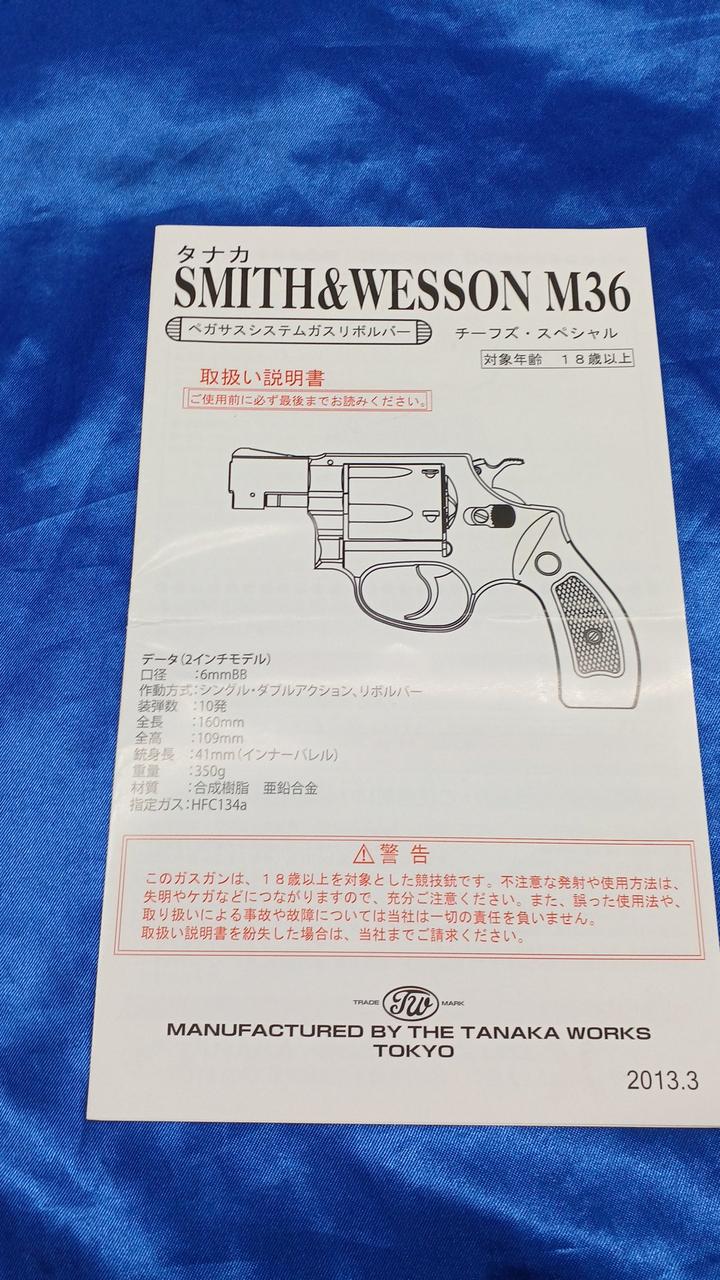 タナカ
SMITH&WESSON M36
ペガサスシステムガスリボルバー チーフズ・スペシャル
対象年齢 18歳以上
取扱い説明書
ご使用前に必ず最後までお読みください。
データ(2インチモデル)
口径 :6mmBB
作動方式:シングル・ダブルアクション、リボルバー
装弾数 :10発
全長 :160mm
全高 :109mm
銃身長 :41mm(インナーバレル)
重量 :350g
材質 :合成樹脂 亜鉛合金
指定ガス:HFC134a
⚠警告
このガスガンは、18歳以上を対象とした競技銃です。不注意な発射や使用方法は、
失明やケガなどにつながりますので、充分ご注意ください。また、誤った使用法や、
取り扱いによる事故や故障については当社は一切の責任を負いません。
取扱い説明書を紛失した場合は、当社までご請求ください。
TRADE TW MARK
MANUFACTURED BY THE TANAKA WORKS
TOKYO
2013.3